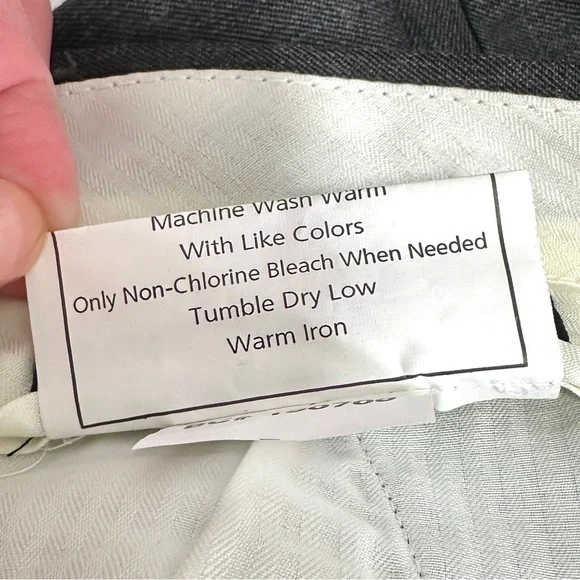 Machine Wash Warm
With Like Colors
Only Non-Chlorine Bleach When Needed
Tumble Dry Low
Warm Iron